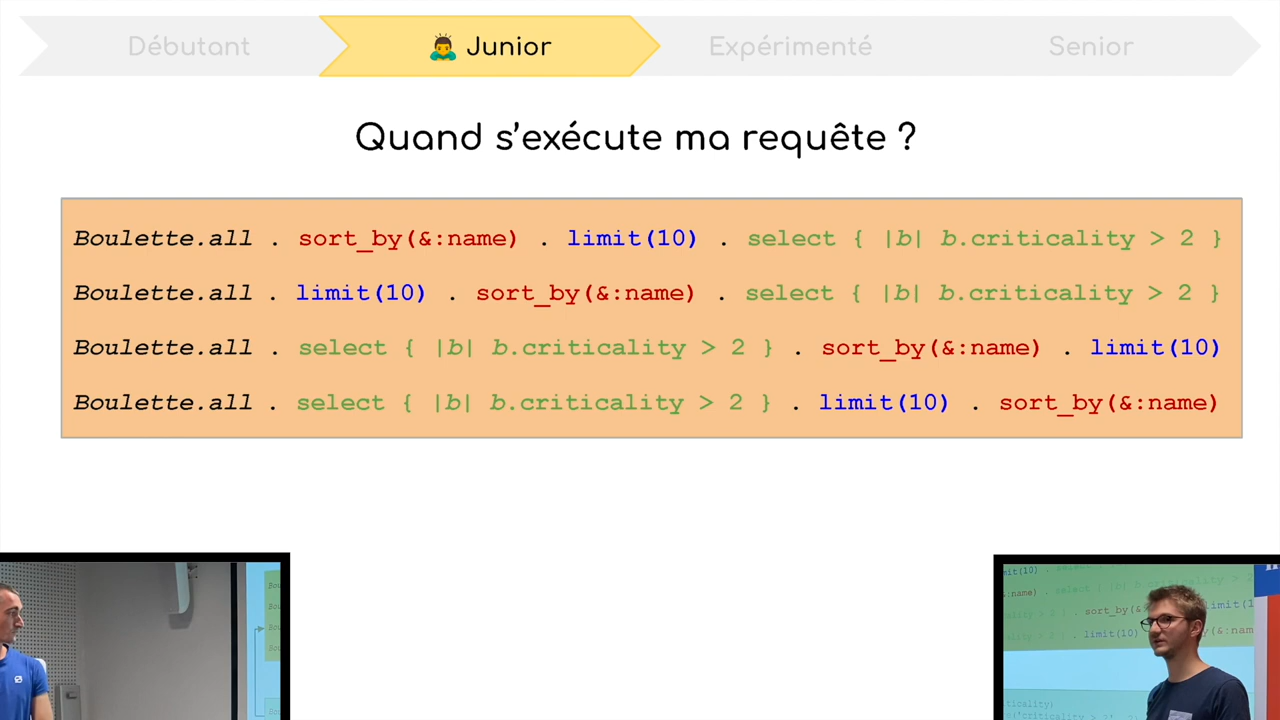 Débutant
Junior
Expérimenté
Senior
Quand s'exécute ma requête ?
Boulette.all . sort_by(&:name) . limit(10) . select { |b| b.criticality > 2 }
Boulette.all . limit(10) . sort_by(&:name) . select { |b| b.criticality > 2 }
Boulette.all . select { |b| b.criticality > 2 } . sort_by(&:name) . limit(10)
Boulette.all . select { |b| b.criticality > 2 } . limit(10) . sort_by(&:name)